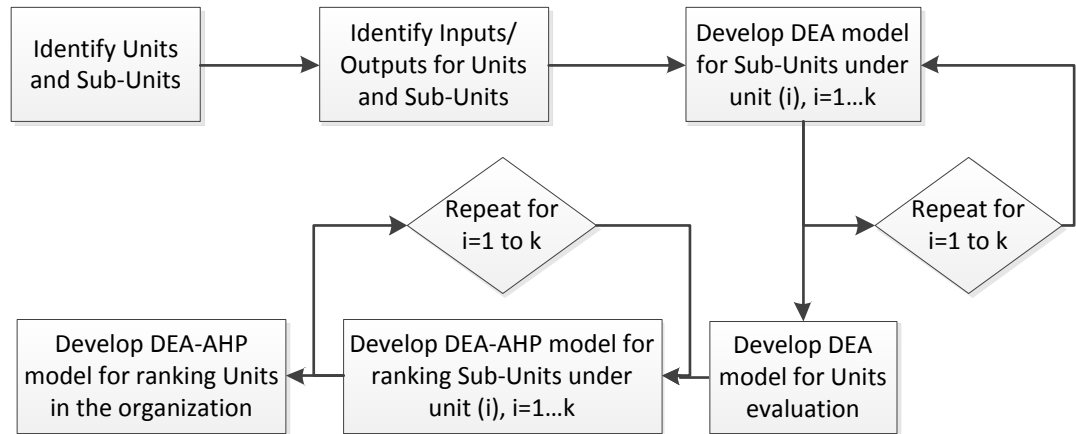 Identify Units
and Sub-Units
Identify Inputs/
Outputs for Units
and Sub-Units
Develop DEA model
for Sub-Units under
unit (i), i=1…k
Repeat for
i=1 to k
Develop DEA
model for Units
evaluation
Develop DEA-AHP model for
ranking Sub-Units under
unit (i), i=1…k
Repeat for
i=1 to k
Develop DEA-AHP
model for ranking Units
in the organization